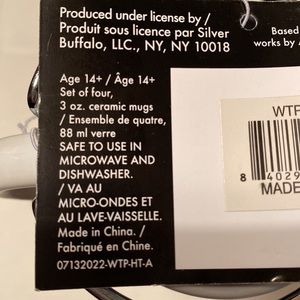 Produced under license by /
Produit sous licence par Silver
Buffalo, LLC., NY, NY 10018
Based
works by
Age 14+ / Âge 14+
Set of four,
3 oz. ceramic mugs
/ Ensemble de quatre,
88 ml verre
SAFE TO USE IN
MICROWAVE AND
DISHWASHER.
/ VA AU
MICRO-ONDES ET
AU LAVE-VAISSELLE.
Made in China. /
Fabriqué en Chine.
07132022-WTP-HT-A
WTP
8 4029
MADE